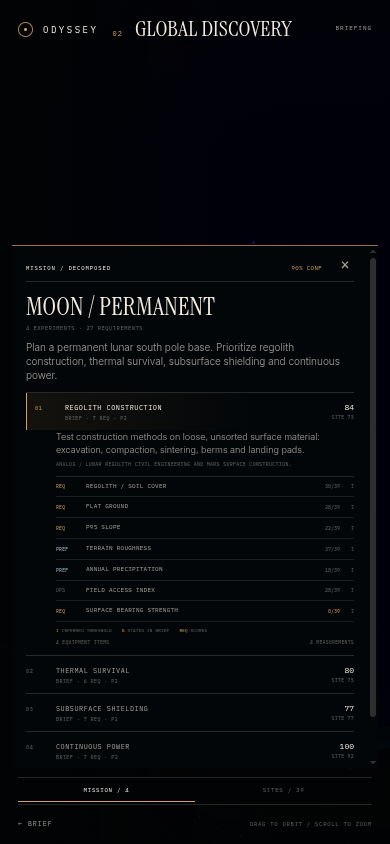 ODYSSEY 02 GLOBAL DISCOVERY BRIEFING
MISSION / DECOMPOSED 90% CONF ×
MOON / PERMANENT
4 EXPERIMENTS · 27 REQUIREMENTS
Plan a permanent lunar south pole base. Prioritize regolith
construction, thermal survival, subsurface shielding and continuous
power.
01 REGOLITH CONSTRUCTION 84
BRIEF · 7 REQ · P2 SITE 73
Test construction methods on loose, unsorted surface material:
excavation, compaction, sintering, berms and landing pads.
ANALOG / LUNAR REGOLITH CIVIL ENGINEERING AND MARS SURFACE CONSTRUCTION.
REQ REGOLITH / SOIL COVER 39 I
REQ FLAT GROUND 28/39 I
REQ P95 SLOPE 22/39 I
PREF TERRAIN ROUGHNESS 37/39 I
PREF ANNUAL PRECIPITATION 18/39 I
OPS FIELD ACCESS INDEX 28/39 I
REQ SURFACE BEARING STRENGTH 0/39 I
I INFERRED THRESHOLD S STATED IN BRIEF REQ SCORED
4 EQUIPMENT ITEMS 4 MEASUREMENTS
02 THERMAL SURVIVAL 80
BRIEF · 6 REQ · P2 SITE 75
03 SUBSURFACE SHIELDING 77
BRIEF · 7 REQ · P2 SITE 77
04 CONTINUOUS POWER 100
BRIEF · 7 REQ · P2 SITE 92
MISSION / 4 SITES / 39
← BRIEF DRAG TO ORBIT / SCROLL TO ZOOM